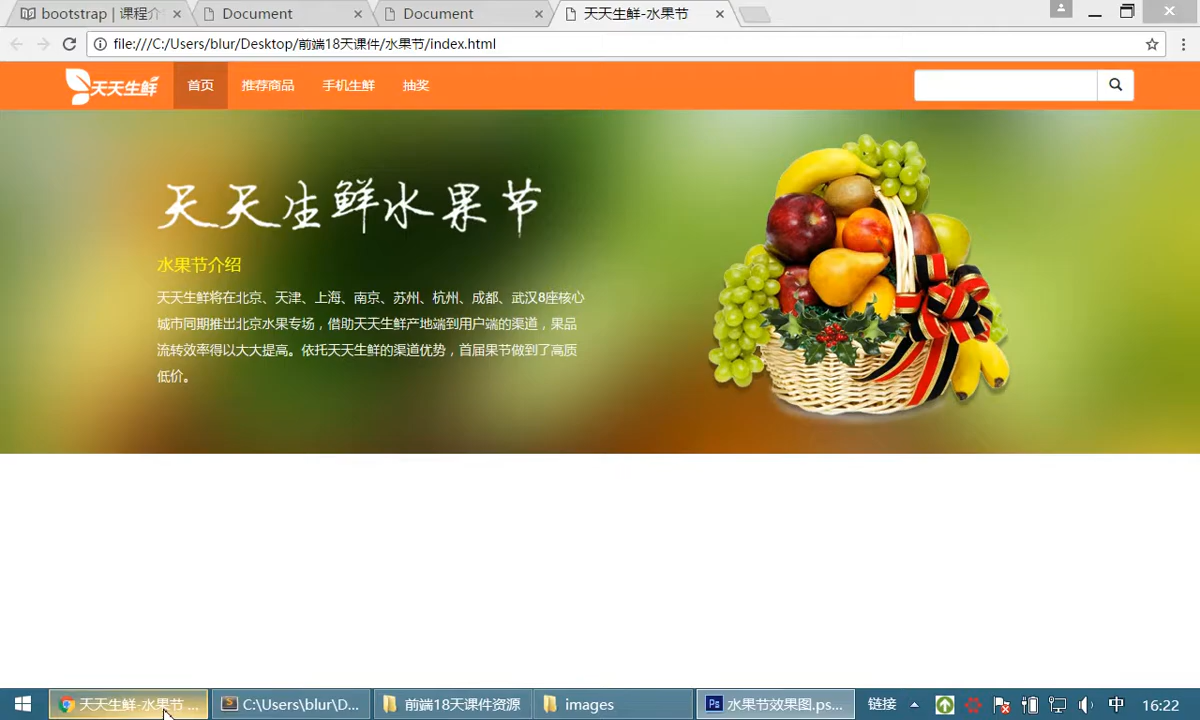 bootstrap | 课程介
Document
Document
天天生鲜-水果节
file:///C:/Users/blur/Desktop/前端18天课件/水果节/index.html
天天生鲜
首页
推荐商品
手机生鲜
抽奖
天天生鲜水果节
水果节介绍
天天生鲜将在北京、天津、上海、南京、苏州、杭州、成都、武汉8座核心
城市同期推出北京水果专场，借助天天生鲜产地端到用户端的渠道，果品
流转效率得以大大提高。依托天天生鲜的渠道优势，首届果节做到了高质
低价。
天天生鲜-水果节 ...
C:\Users\blur\D...
前端18天课件资源
images
Ps
水果节效果图.ps...
链接
中
16:22